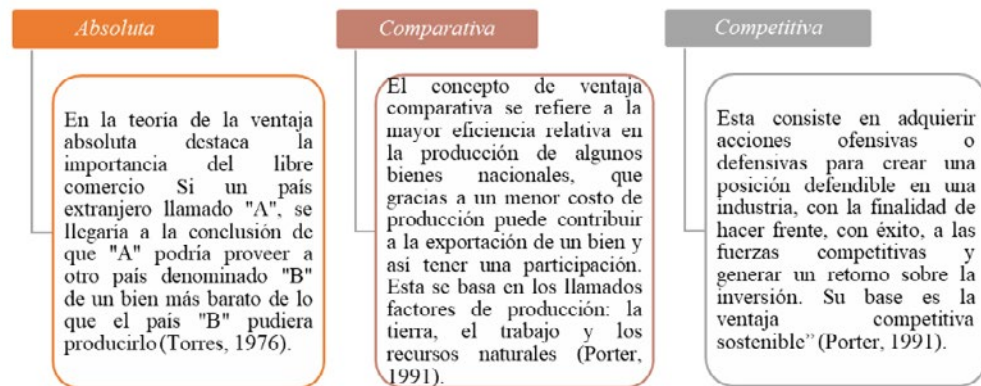 Absoluta
En la teoria de la ventaja
absoluta destaca la
importancia del libre
comercio Si un país
extranjero llamado "A", se
llegaría a la conclusión de
que "A" podría proveer a
otro país denominado "B"
de un bien más barato de lo
que el país "B" pudiera
producirlo (Torres, 1976).
Comparativa
El concepto de ventaja
comparativa se refiere a la
mayor eficiencia relativa en
la producción de algunos
bienes nacionales, que
gracias a un menor costo de
producción puede contribuir
a la exportación de un bien y
así tener una participación.
Esta se basa en los llamados
factores de producción: la
tierra, el trabajo y los
recursos naturales (Porter,
1991).
Competitiva
Esta consiste en adquierir
acciones ofensivas o
defensivas para crear una
posición defendible en una
industria, con la finalidad de
hacer frente, con éxito, a las
fuerzas competitivas y
generar un retorno sobre la
inversión. Su base es la
ventaja competitiva
sostenible” (Porter, 1991).